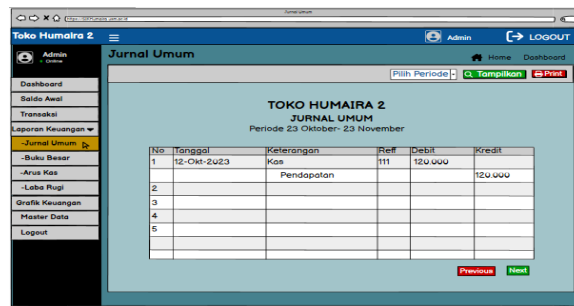 Jurnal Umum
Toko Humaira 2
Admin
LOGOUT
Admin
Online
Jurnal Umum
Home Dashboard
Pilih Periode
Tampilkan
Print
Dashboard
Saldo Awal
Transaksi
Laporan Keuangan
-Jurnal Umum
-Buku Besar
-Arus Kas
-Laba Rugi
Grafik Keuangan
Master Data
Logout
TOKO HUMAIRA 2
JURNAL UMUM
Periode 23 Oktober- 23 November
No Tanggal Keterangan Reff Debit Kredit
1 12-Okt-2023 Kas 111 120.000
Pendapatan 120.000
2
3
4
5
Previous Next